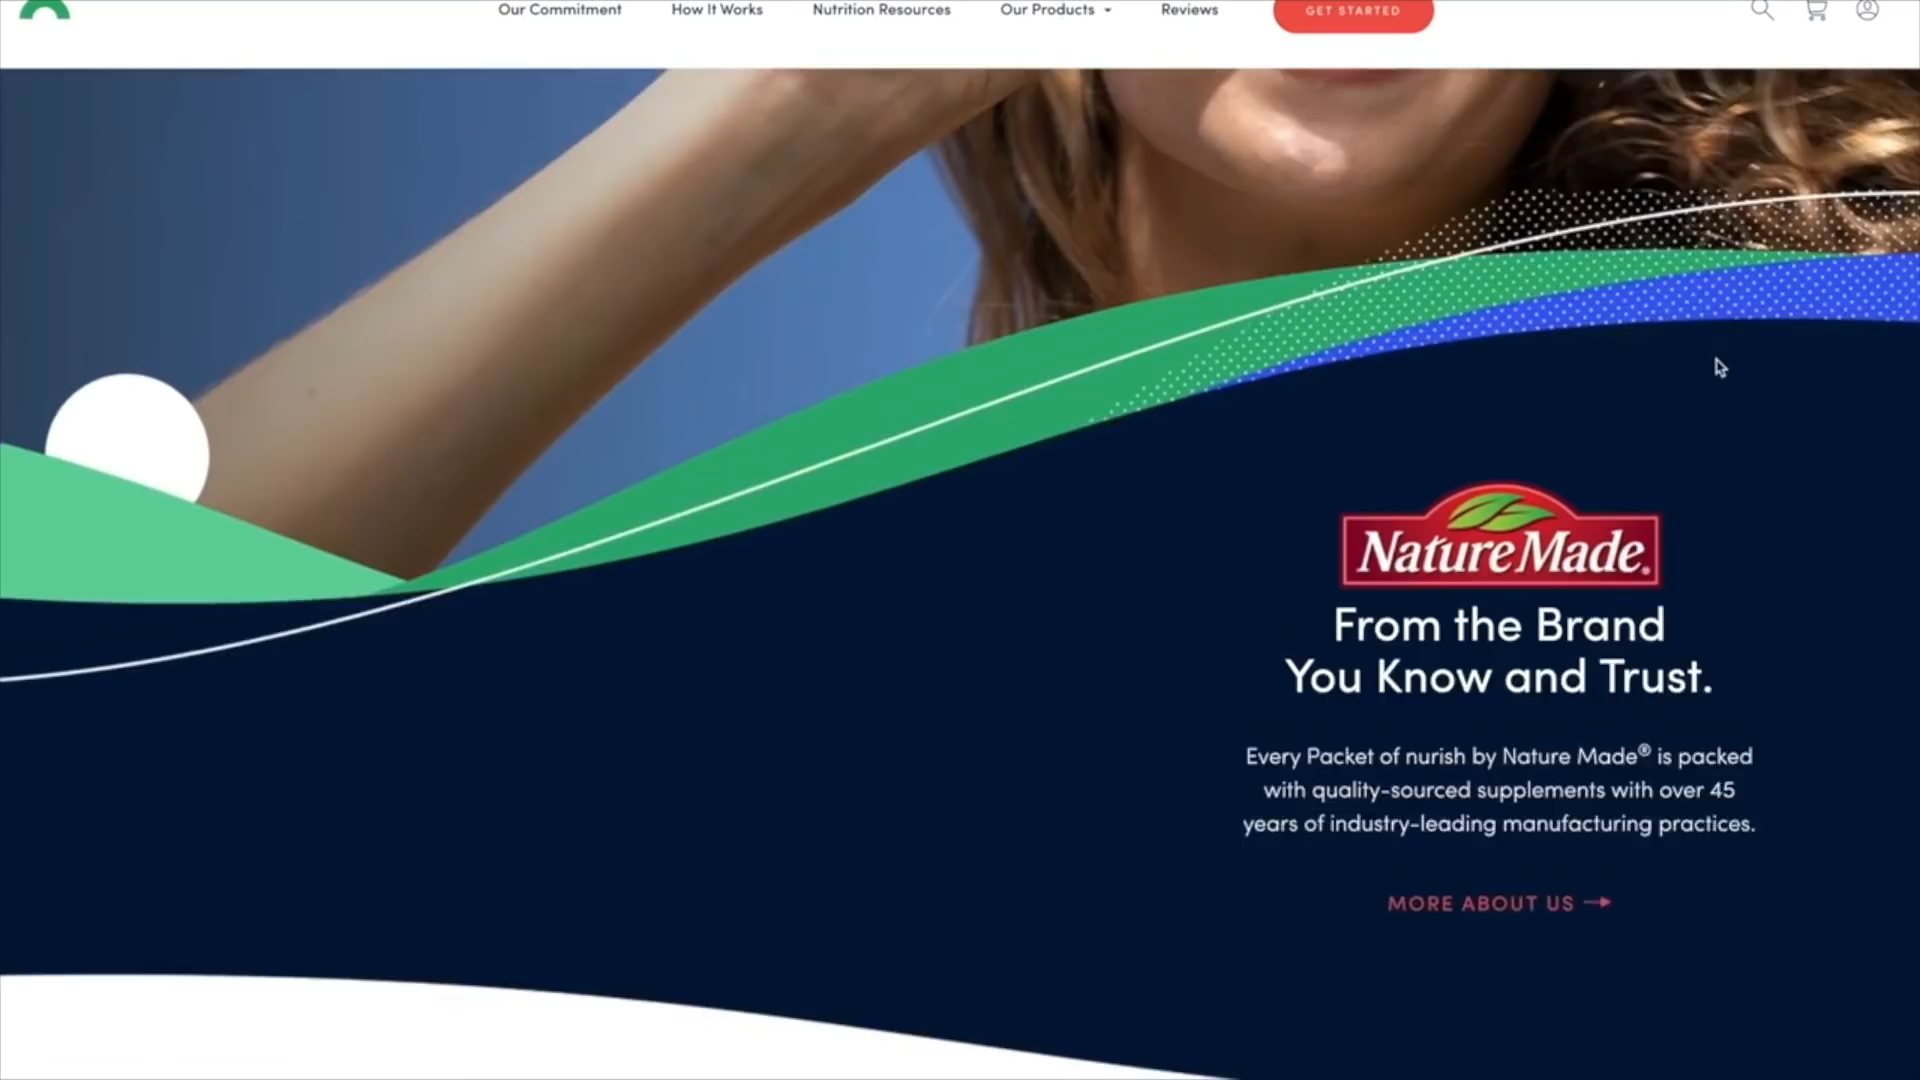 Our Commitment
How It Works
Nutrition Resources
Our Products
Reviews
GET STARTED
Nature Made®
From the Brand
You Know and Trust.
Every Packet of nurish by Nature Made® is packed
with quality-sourced supplements with over 45
years of industry-leading manufacturing practices.
MORE ABOUT US